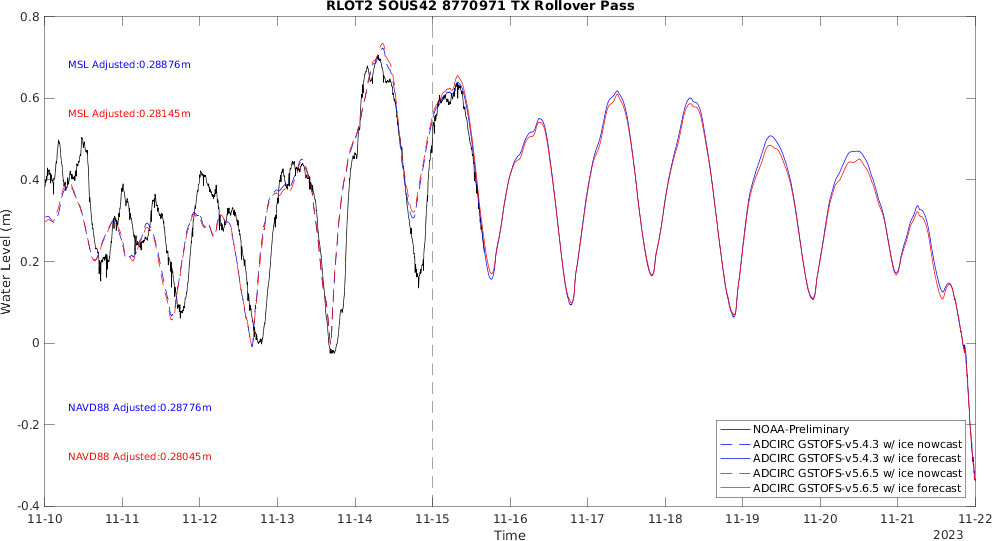 RLOT2 SOUS42 8770971 TX Rollover Pass
0.8
MSL Adjusted:0.28876m
0.6
MSL Adjusted:0.28145m
0.4
Water Level (m)
0.2
0
-0.2
NAVD88 Adjusted:0.28776m
NAVD88 Adjusted:0.28045m
NOAA-Preliminary
ADCIRC GSTOFS-v5.4.3 w/ ice nowcast
ADCIRC GSTOFS-v5.4.3 w/ ice forecast
ADCIRC GSTOFS-v5.6.5 w/ ice nowcast
ADCIRC GSTOFS-v5.6.5 w/ ice forecast
-0.4
11-10 11-11 11-12 11-13 11-14 11-15 11-16 11-17 11-18 11-19 11-20 11-21 11-22
Time
2023